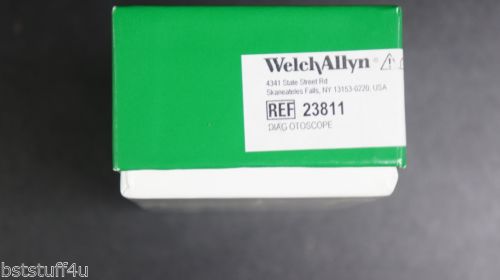 WelchAllyn®
4341 State Street Rd
Skaneateles Falls, NY 13153-0220, USA
REF 23811
DIAG OTOSCOPE
bststuff4u